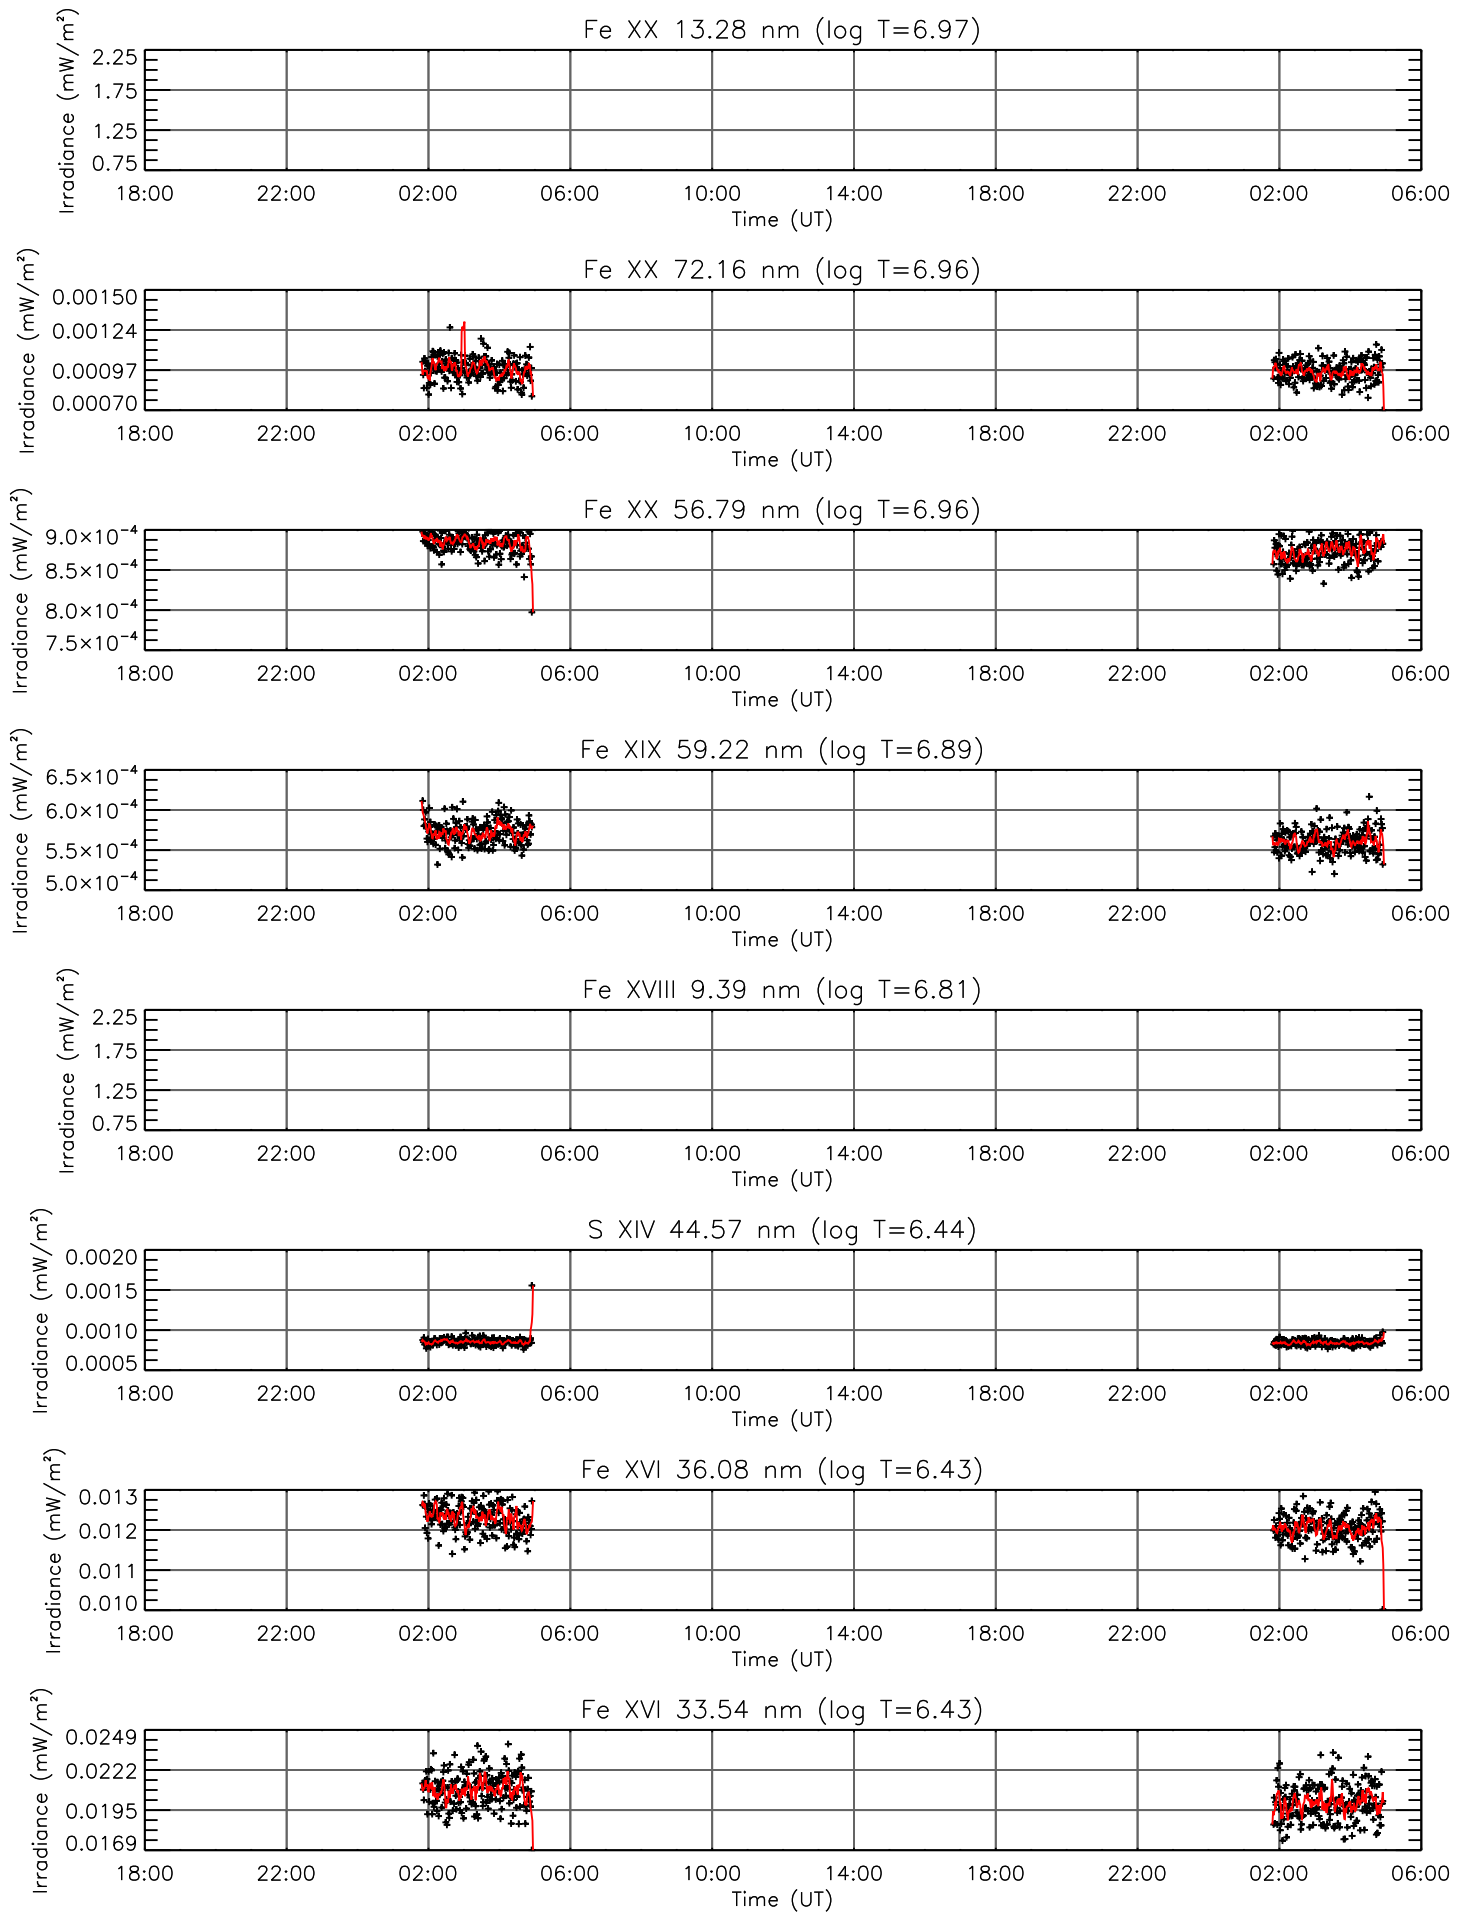 Fe XX 13.28 nm (log T=6.97)
Irradiance (mW/m²)
2.25
1.75
1.25
0.75
18:00 22:00 02:00 06:00 10:00 14:00 18:00 22:00 02:00 06:00
Time (UT)
Fe XX 72.16 nm (log T=6.96)
Irradiance (mW/m²)
0.00150
0.00124
0.00097
0.00070
18:00 22:00 02:00 06:00 10:00 14:00 18:00 22:00 02:00 06:00
Time (UT)
Fe XX 56.79 nm (log T=6.96)
Irradiance (mW/m²)
9.0×10⁻⁴
8.5×10⁻⁴
8.0×10⁻⁴
7.5×10⁻⁴
18:00 22:00 02:00 06:00 10:00 14:00 18:00 22:00 02:00 06:00
Time (UT)
Fe XIX 59.22 nm (log T=6.89)
Irradiance (mW/m²)
6.5×10⁻⁴
6.0×10⁻⁴
5.5×10⁻⁴
5.0×10⁻⁴
18:00 22:00 02:00 06:00 10:00 14:00 18:00 22:00 02:00 06:00
Time (UT)
Fe XVIII 9.39 nm (log T=6.81)
Irradiance (mW/m²)
2.25
1.75
1.25
0.75
18:00 22:00 02:00 06:00 10:00 14:00 18:00 22:00 02:00 06:00
Time (UT)
S XIV 44.57 nm (log T=6.44)
Irradiance (mW/m²)
0.0020
0.0015
0.0010
0.0005
18:00 22:00 02:00 06:00 10:00 14:00 18:00 22:00 02:00 06:00
Time (UT)
Fe XVI 36.08 nm (log T=6.43)
Irradiance (mW/m²)
0.013
0.012
0.011
0.010
18:00 22:00 02:00 06:00 10:00 14:00 18:00 22:00 02:00 06:00
Time (UT)
Fe XVI 33.54 nm (log T=6.43)
Irradiance (mW/m²)
0.0249
0.0222
0.0195
0.0169
18:00 22:00 02:00 06:00 10:00 14:00 18:00 22:00 02:00 06:00
Time (UT)